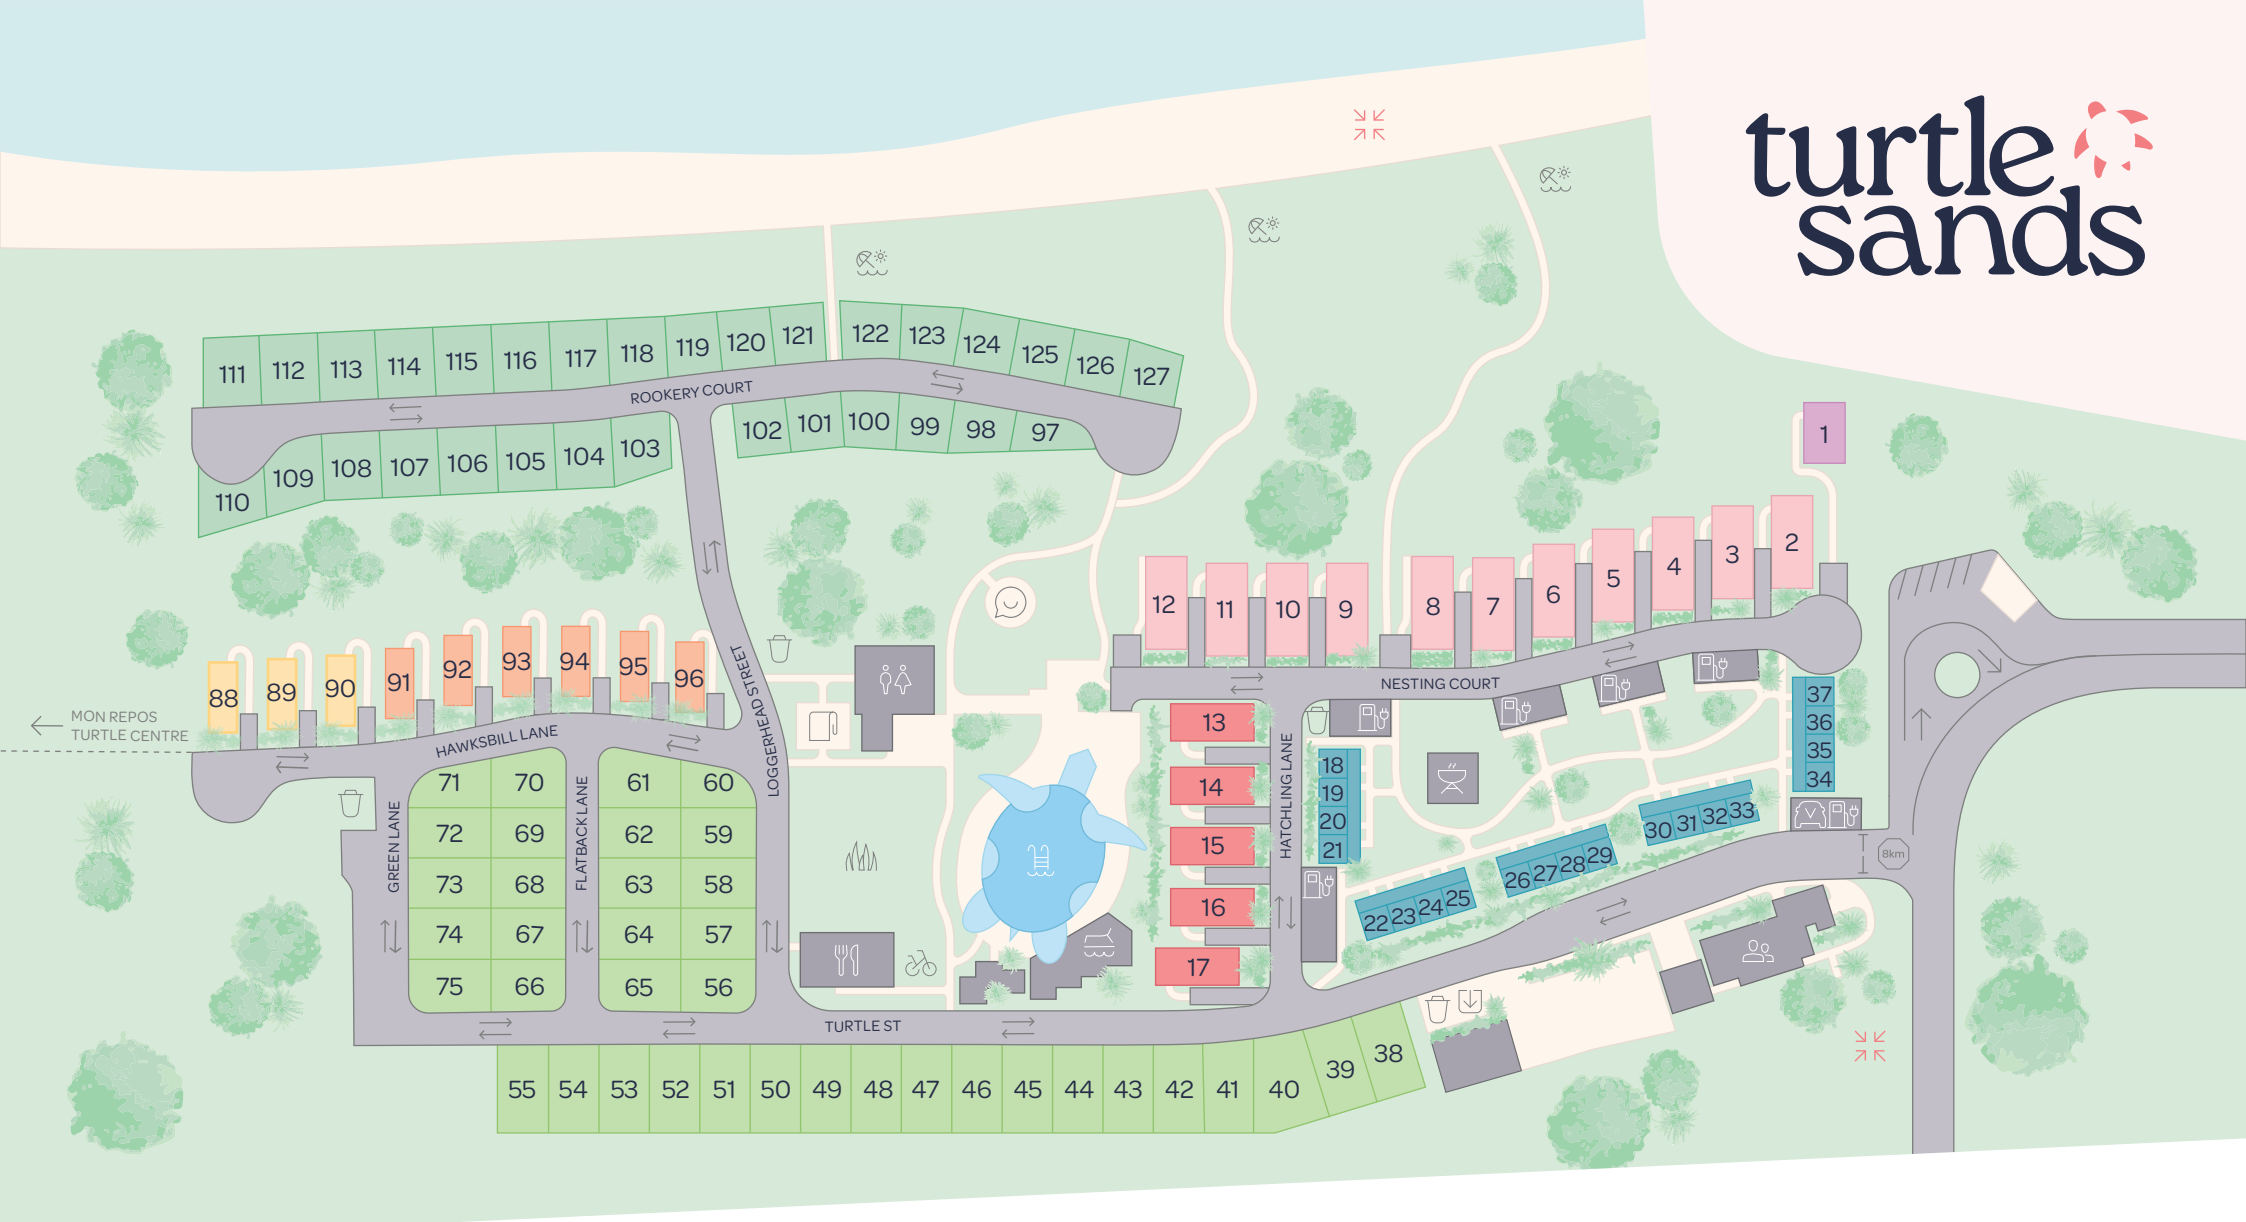 turtle
sands
122 123 124 125 126 127
111 112 113 114 115 116 117 118 119 120 121
ROOKERY COURT
102 101 100 99 98 97
110 109 108 107 106 105 104 103
1
12 11 10 9
8 7 6 5 4 3 2
88 89 90 91 92 93 94 95 96
MON REPOS
TURTLE CENTRE
HAWKSBILL LANE
LOGGERHEAD STREET
NESTING COURT
GREEN LANE
FLATBACK LANE
HATCHLING LANE
71 70
72 69
73 68
74 67
75 66
61 60
62 59
63 58
64 57
65 56
13
14
15
16
17
18
19
20
21
37
36
35
34
22 23 24 25
26 27 28 29
30 31 32 33
8km
TURTLE ST
55 54 53 52 51 50 49 48 47 46 45 44 43 42 41 40 39 38